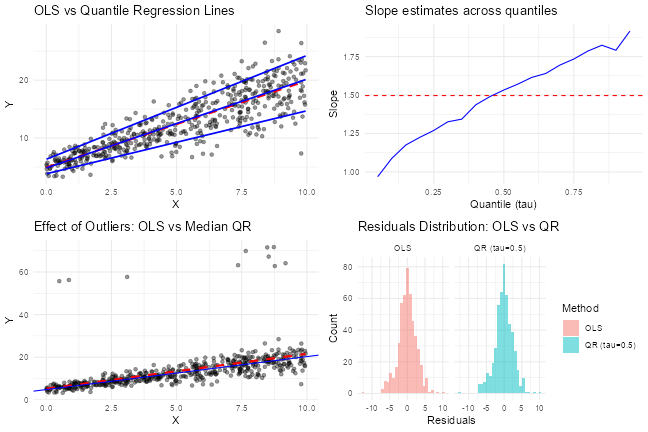 OLS vs Quantile Regression Lines
20
10
Y
0.0 2.5 5.0 7.5 10.0
X
Slope estimates across quantiles
1.75
1.50
1.25
1.00
Slope
0.25 0.50 0.75
Quantile (tau)
Effect of Outliers: OLS vs Median QR
60
40
20
0
Y
0.0 2.5 5.0 7.5 10.0
X
Residuals Distribution: OLS vs QR
OLS QR (tau=0.5)
80
60
40
20
0
Count
-10 -5 0 5 10 -10 -5 0 5 10
Residuals
Method
OLS
QR (tau=0.5)